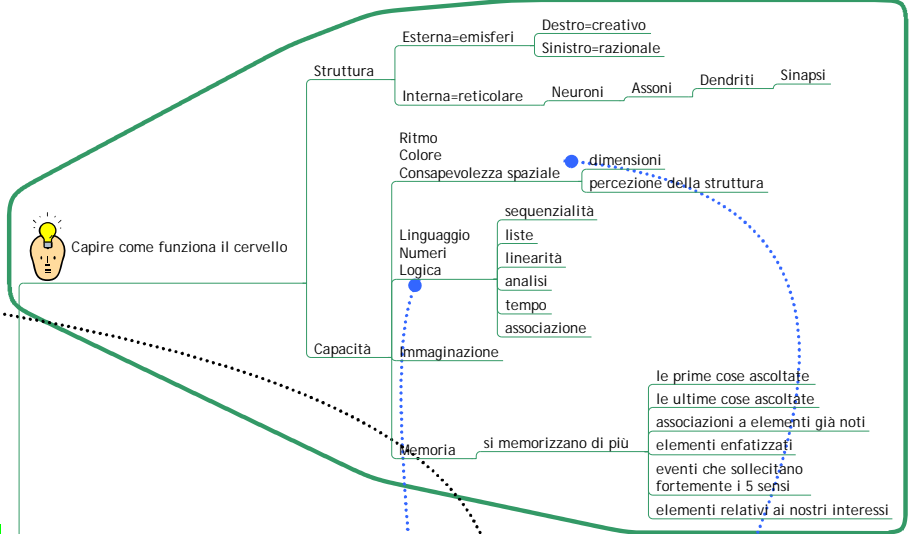 Capire come funziona il cervello
Struttura
Esterna=emisferi
Destro=creativo
Sinistro=razionale
Interna=reticolare
Neuroni
Assoni
Dendriti
Sinapsi
Capacità
Ritmo
Colore
Consapevolezza spaziale
dimensioni
percezione della struttura
Linguaggio
Numeri
Logica
sequenzialità
liste
linearità
analisi
tempo
associazione
Immaginazione
Memoria
si memorizzano di più
le prime cose ascoltate
le ultime cose ascoltate
associazioni a elementi già noti
elementi enfatizzati
eventi che sollecitano
fortemente i 5 sensi
elementi relativi ai nostri interessi